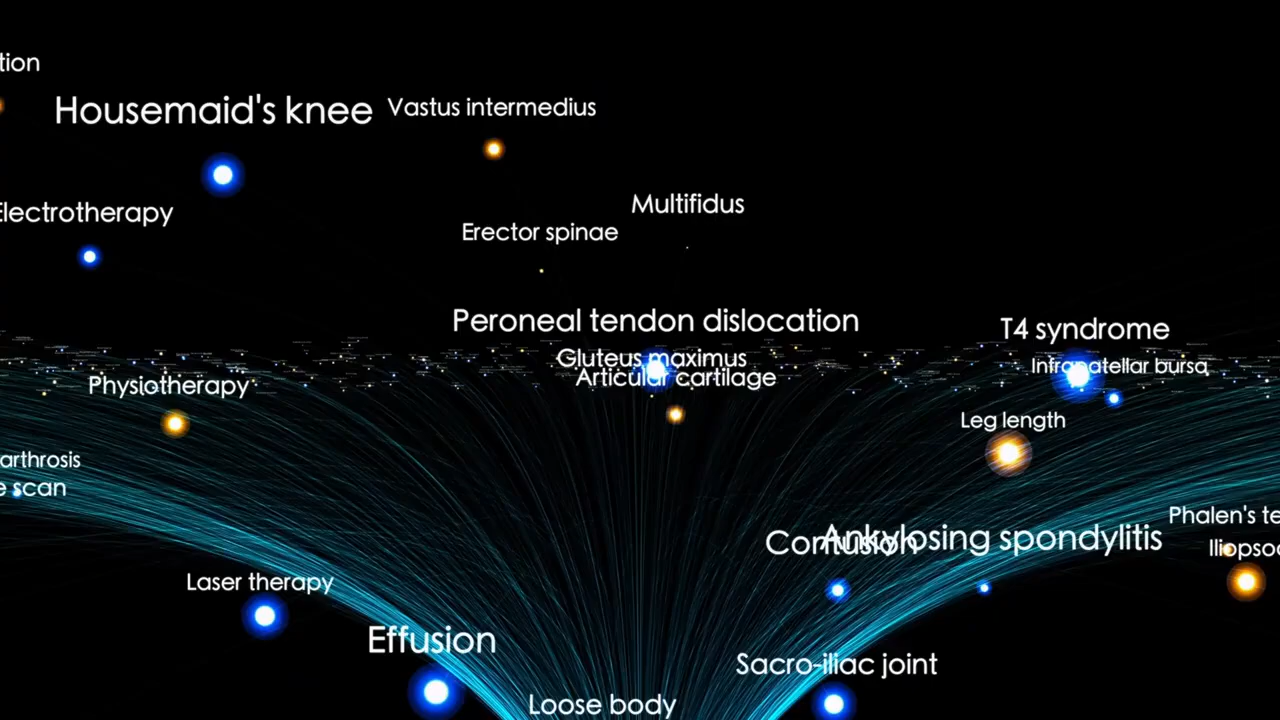 tion
Housemaid's knee
Vastus intermedius
Multifidus
Electrotherapy
Erector spinae
Peroneal tendon dislocation
T4 syndrome
Gluteus maximus
Infrapatellar bursa
Articular cartilage
Physiotherapy
Leg length
arthrosis
e scan
Phalen's te
Contusion
Ankylosing spondylitis
Iliopsoa
Laser therapy
Effusion
Sacro-iliac joint
Loose body